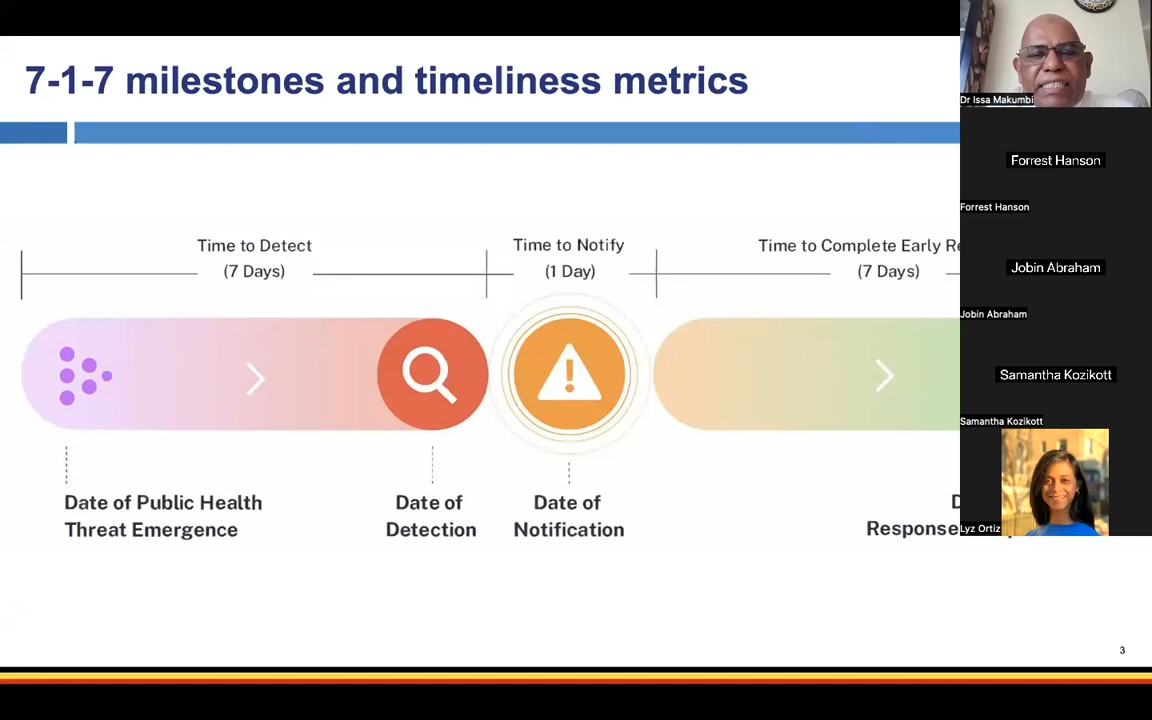 7-1-7 milestones and timeliness metrics
Time to Detect
(7 Days)
Time to Notify
(1 Day)
Time to Complete Early
(7 Days)
Date of Public Health
Threat Emergence
Date of
Detection
Date of
Notification
Response
3
Dr Issa Makumbi
Forrest Hanson
Forrest Hanson
Jobin Abraham
Jobin Abraham
Samantha Kozikott
Samantha Kozikott
Lyz Ortiz